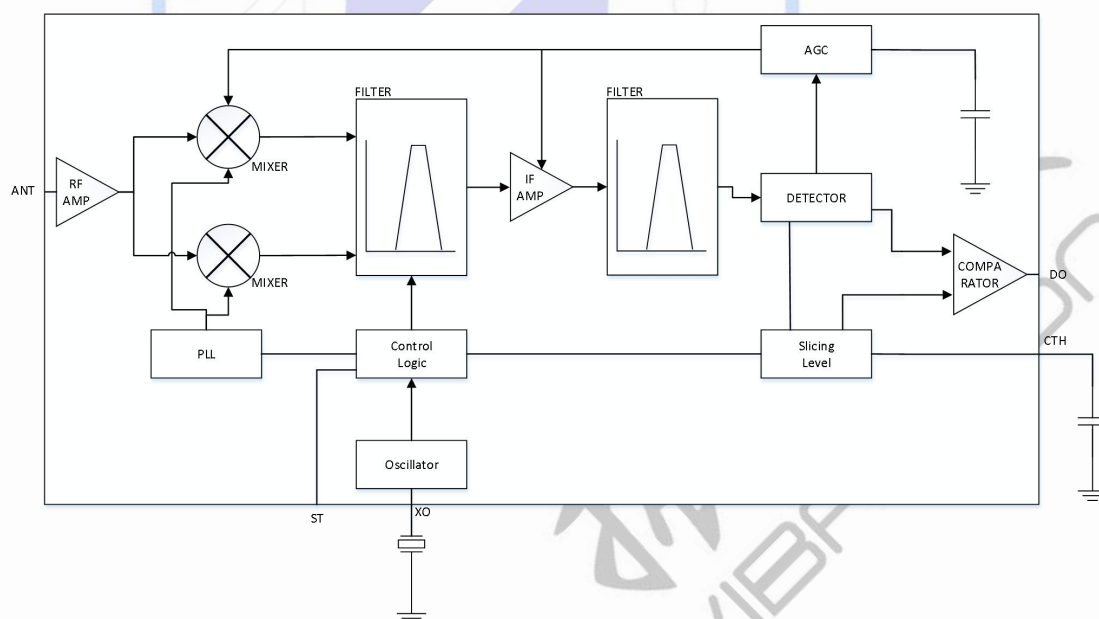 AGC
FILTER
FILTER
MIXER
ANT
RF
AMP
IF
AMP
DETECTOR
MIXER
COMPA
RATOR
DO
PLL
Control
Logic
Slicing
Level
CTH
Oscillator
ST
XO